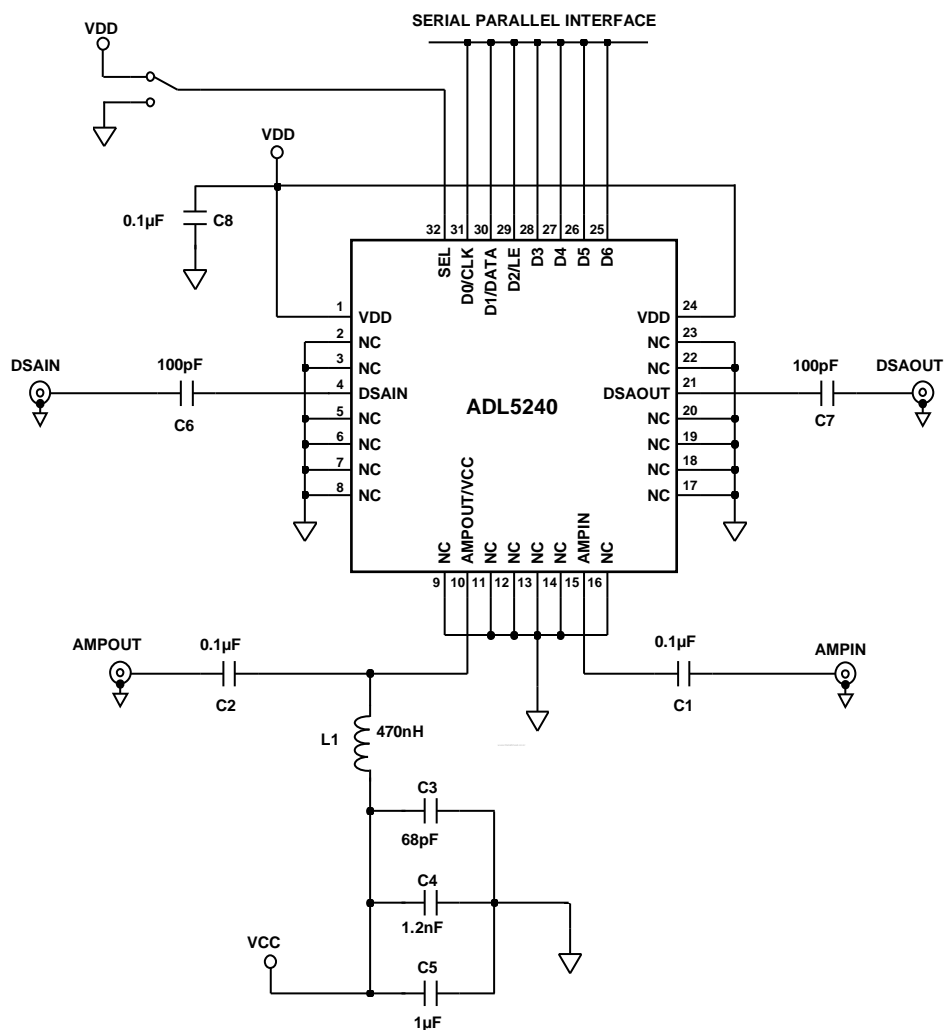 SERIAL PARALLEL INTERFACE
VDD
VDD
0.1µF
C8
32 31 30 29 28 27 26 25
SEL
D0/CLK
D1/DATA
D2/LE
D3
D4
D5
D6
1 VDD
2 NC
3 NC
4 DSAIN
5 NC
6 NC
7 NC
8 NC
24 VDD
23 NC
22 NC
21 DSAOUT
20 NC
19 NC
18 NC
17 NC
DSAIN
100pF
C6
ADL5240
100pF
C7
DSAOUT
NC
AMPOUT/VCC
NC
NC
NC
NC
AMPIN
NC
9 10 11 12 13 14 15 16
AMPOUT
0.1µF
C2
0.1µF
C1
AMPIN
L1
470nH
C3
68pF
C4
1.2nF
VCC
C5
1µF